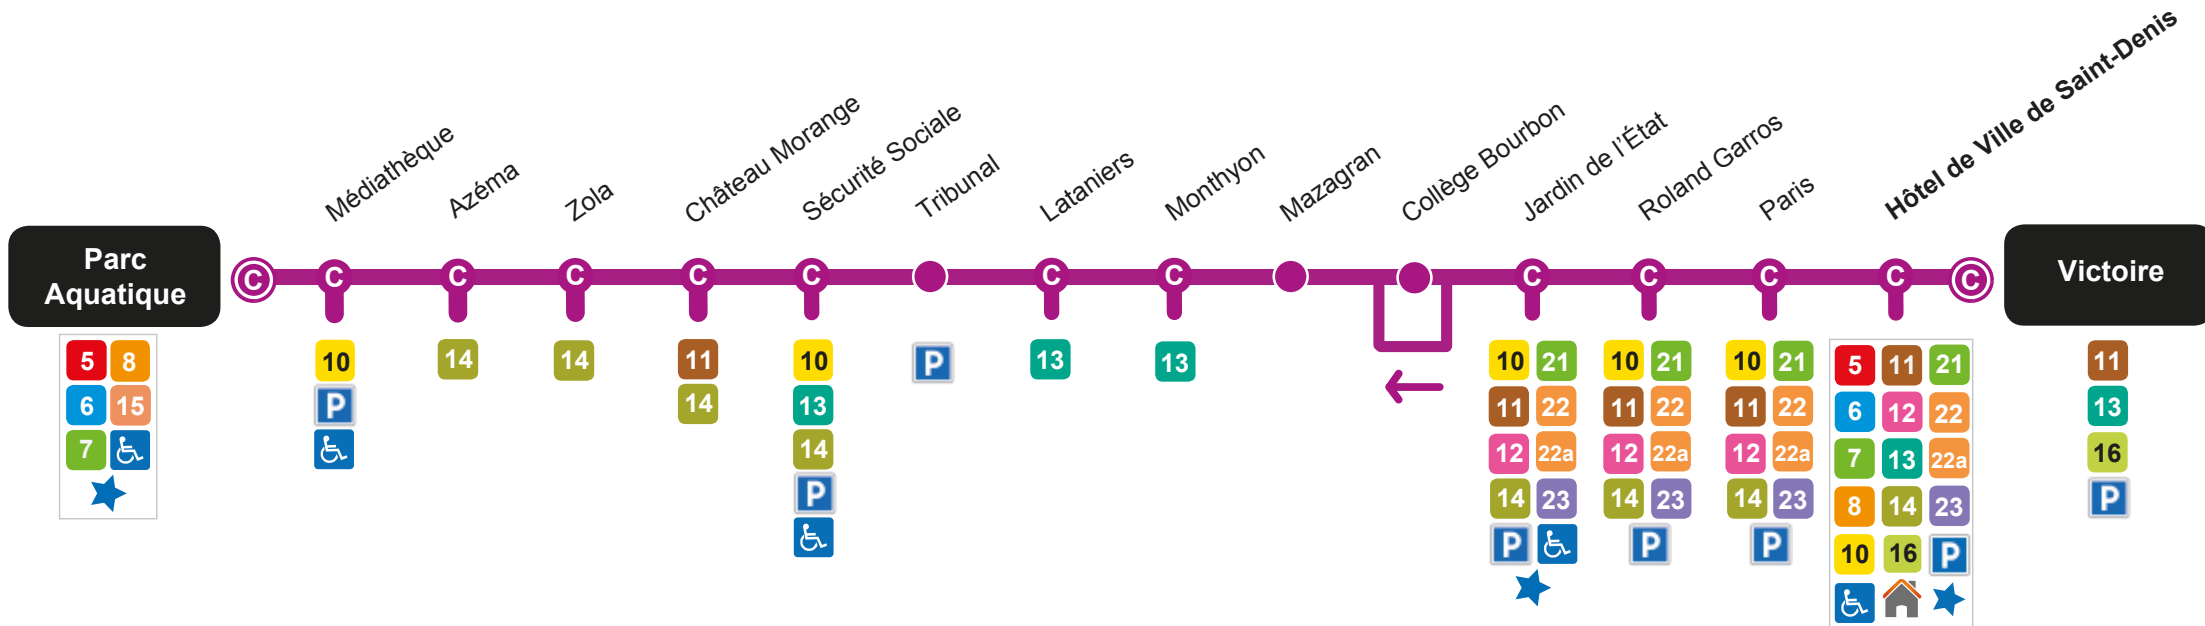 Parc
Aquatique
C
5 8
6 15
7
Médiathèque
C
10
P
Azéma
C
14
Zola
C
14
Château Morange
C
11
14
Sécurité Sociale
C
10
13
14
P
Tribunal
P
Lataniers
C
13
Monthyon
C
13
Mazagran
Collège Bourbon
Jardin de l'État
C
10 21
11 22
12 22a
14 23
P
Roland Garros
C
10 21
11 22
12 22a
14 23
P
Paris
C
10 21
11 22
12 22a
14 23
P
Hôtel de Ville de Saint-Denis
C
5 11 21
6 12 22
7 13 22a
8 14 23
10 16 P
C
Victoire
11
13
16
P